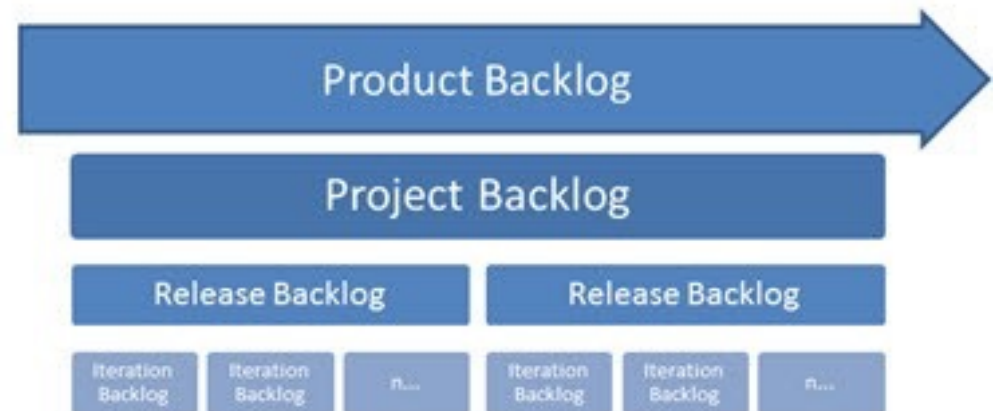 Product Backlog
Project Backlog
Release Backlog Release Backlog
Iteration Iteration Iteration Iteration
Backlog Backlog n... Backlog Backlog n...